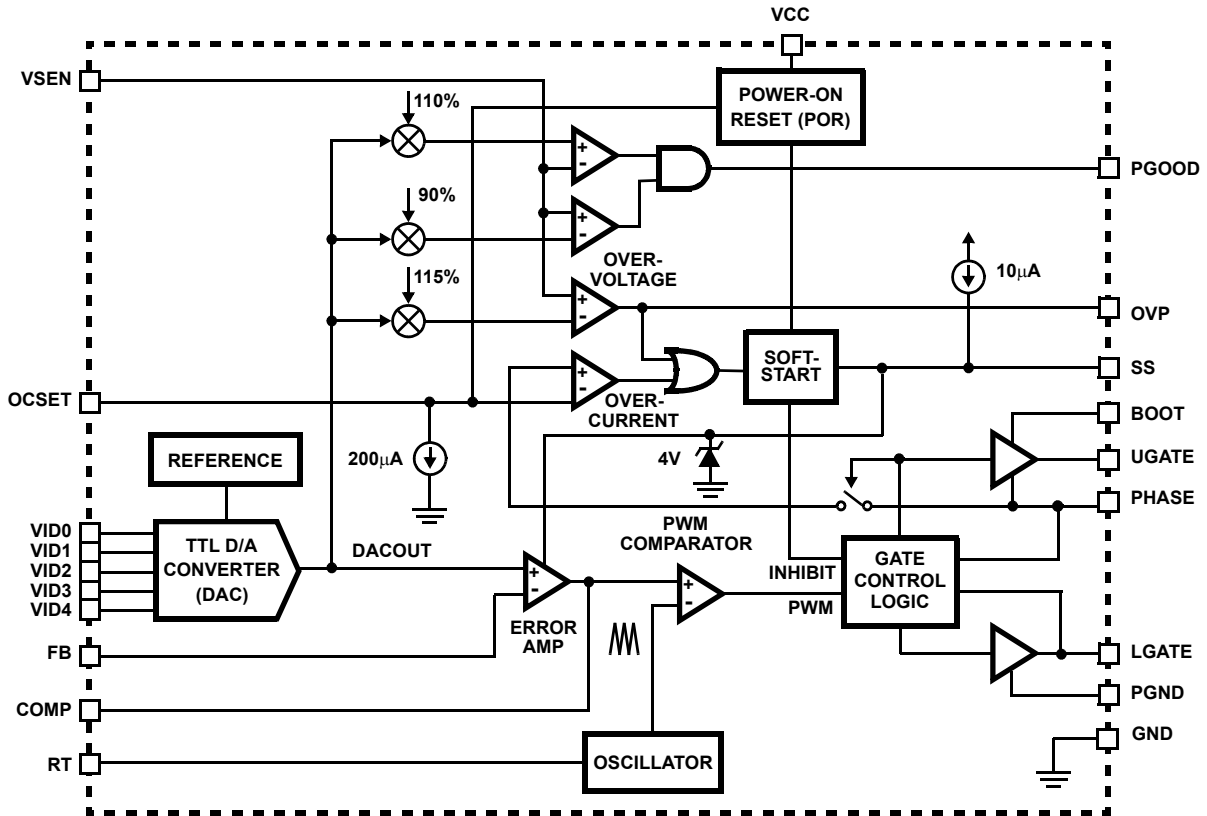 VCC
VSEN
110%
POWER-ON
RESET (POR)
+
-
PGOOD
90%
+
-
OVER-
VOLTAGE
10µA
115%
+
-
OVP
SOFT-
START
SS
+
-
OCSET
OVER-
CURRENT
BOOT
REFERENCE
200µA
4V
UGATE
PHASE
VID0
VID1
VID2
VID3
VID4
TTL D/A
CONVERTER
(DAC)
DACOUT
PWM
COMPARATOR
INHIBIT
GATE
CONTROL
LOGIC
+
-
+
-
PWM
ERROR
AMP
FB
LGATE
COMP
PGND
GND
RT
OSCILLATOR